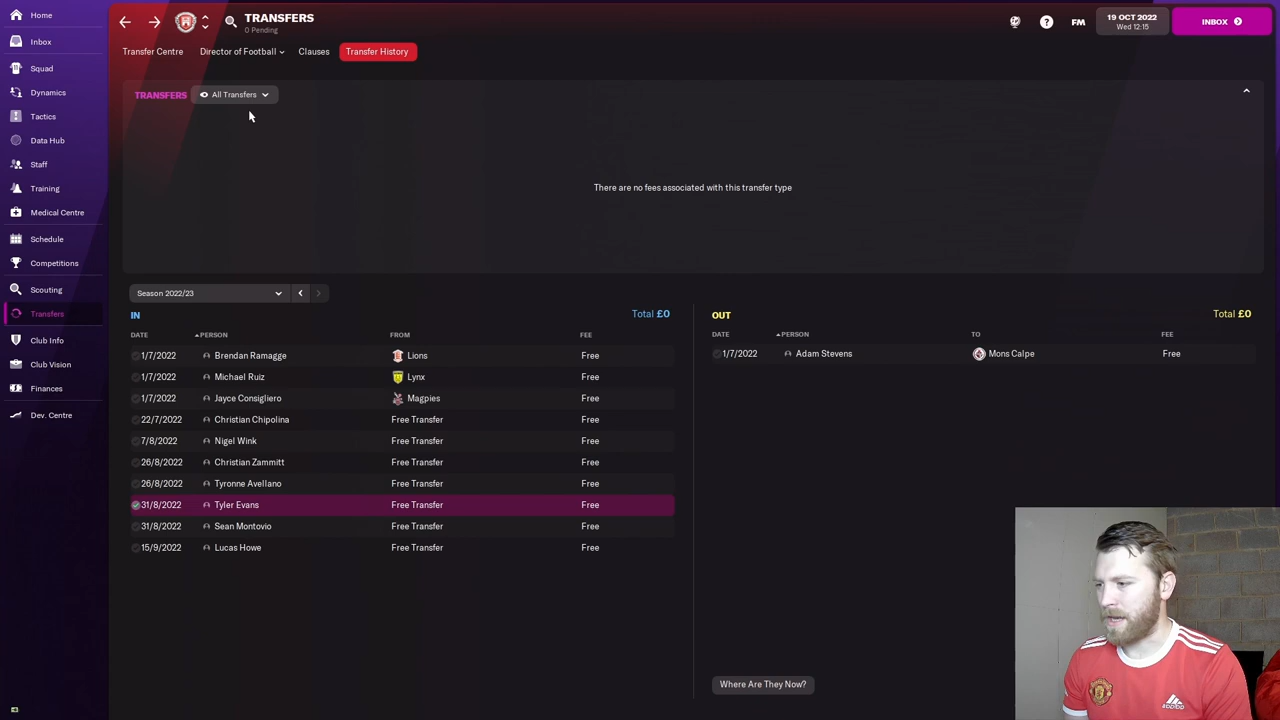 Home
Inbox
Squad
Dynamics
Tactics
Data Hub
Staff
Training
Medical Centre
Schedule
Competitions
Scouting
Transfers
Club Info
Club Vision
Finances
Dev. Centre
TRANSFERS
0 Pending
FM
19 OCT 2022
Wed 12:15
INBOX
Transfer Centre
Director of Football
Clauses
Transfer History
TRANSFERS
All Transfers
There are no fees associated with this transfer type
Season 2022/23
IN
Total £0
DATE PERSON FROM FEE
1/7/2022 Brendan Ramagge Lions Free
1/7/2022 Michael Ruiz Lynx Free
1/7/2022 Jayce Consigliero Magpies Free
22/7/2022 Christian Chipolina Free Transfer Free
7/8/2022 Nigel Wink Free Transfer Free
26/8/2022 Christian Zammitt Free Transfer Free
26/8/2022 Tyronne Avellano Free Transfer Free
31/8/2022 Tyler Evans Free Transfer Free
31/8/2022 Sean Montovio Free Transfer Free
15/9/2022 Lucas Howe Free Transfer Free
OUT
Total £0
DATE PERSON TO FEE
1/7/2022 Adam Stevens Mons Calpe Free
Where Are They Now?
adidas